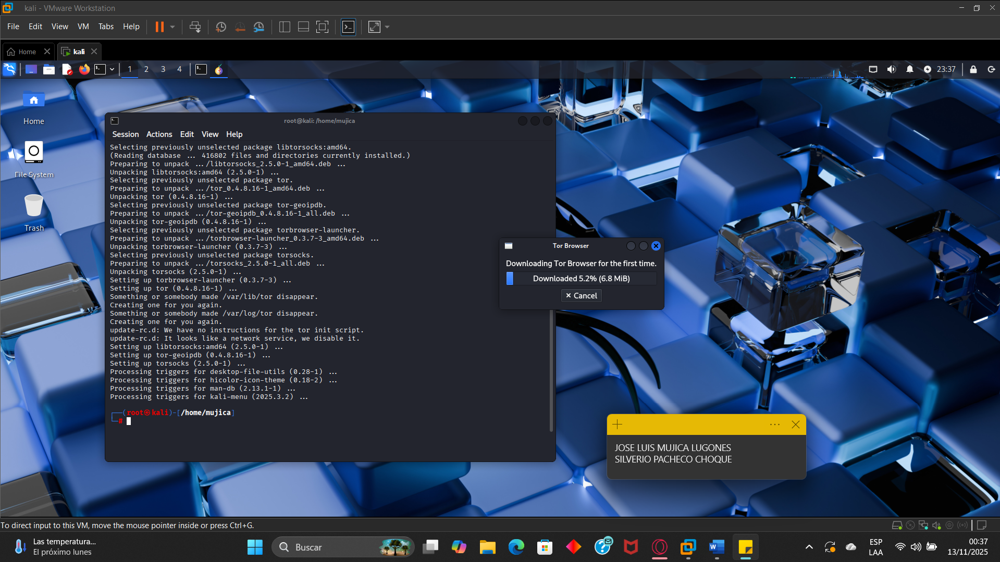 kali - VMware Workstation
File Edit View VM Tabs Help
Home kali
1 2 3 4 23:37
Home
File System
Trash
root@kali: /home/mujica
Session Actions Edit View Help
Selecting previously unselected package libtorsocks:amd64.
(Reading database ... 416802 files and directories currently installed.)
Preparing to unpack .../libtorsocks_2.5.0-1_amd64.deb ...
Unpacking libtorsocks:amd64 (2.5.0-1) ...
Selecting previously unselected package tor.
Preparing to unpack .../tor_0.4.8.16-1_amd64.deb ...
Unpacking tor (0.4.8.16-1) ...
Selecting previously unselected package tor-geoipdb.
Preparing to unpack .../tor-geoipdb_0.4.8.16-1_all.deb ...
Unpacking tor-geoipdb (0.4.8.16-1) ...
Selecting previously unselected package torbrowser-launcher.
Preparing to unpack .../torbrowser-launcher_0.3.7-3_amd64.deb ...
Unpacking torbrowser-launcher (0.3.7-3) ...
Selecting previously unselected package torsocks.
Preparing to unpack .../torsocks_2.5.0-1_all.deb ...
Unpacking torsocks (2.5.0-1) ...
Setting up torbrowser-launcher (0.3.7-3) ...
Setting up tor (0.4.8.16-1) ...
Something or somebody made /var/lib/tor disappear.
Creating one for you again.
Something or somebody made /var/log/tor disappear.
Creating one for you again.
update-rc.d: We have no instructions for the tor init script.
update-rc.d: It looks like a network service, we disable it.
Setting up libtorsocks:amd64 (2.5.0-1) ...
Setting up tor-geoipdb (0.4.8.16-1) ...
Setting up torsocks (2.5.0-1) ...
Processing triggers for desktop-file-utils (0.28-1) ...
Processing triggers for hicolor-icon-theme (0.18-2) ...
Processing triggers for man-db (2.13.1-1) ...
Processing triggers for kali-menu (2025.3.2) ...
┌──(root㉿kali)-[/home/mujica]
└─#
Tor Browser
Downloading Tor Browser for the first time.
Downloaded 5.2% (6.8 MiB)
Cancel
JOSE LUIS MUJICA LUGONES
SILVERIO PACHECO CHOQUE
To direct input to this VM, move the mouse pointer inside or press Ctrl+G.
Las temperatura...
El próximo lunes
Buscar
ESP
LAA
00:37
13/11/2025